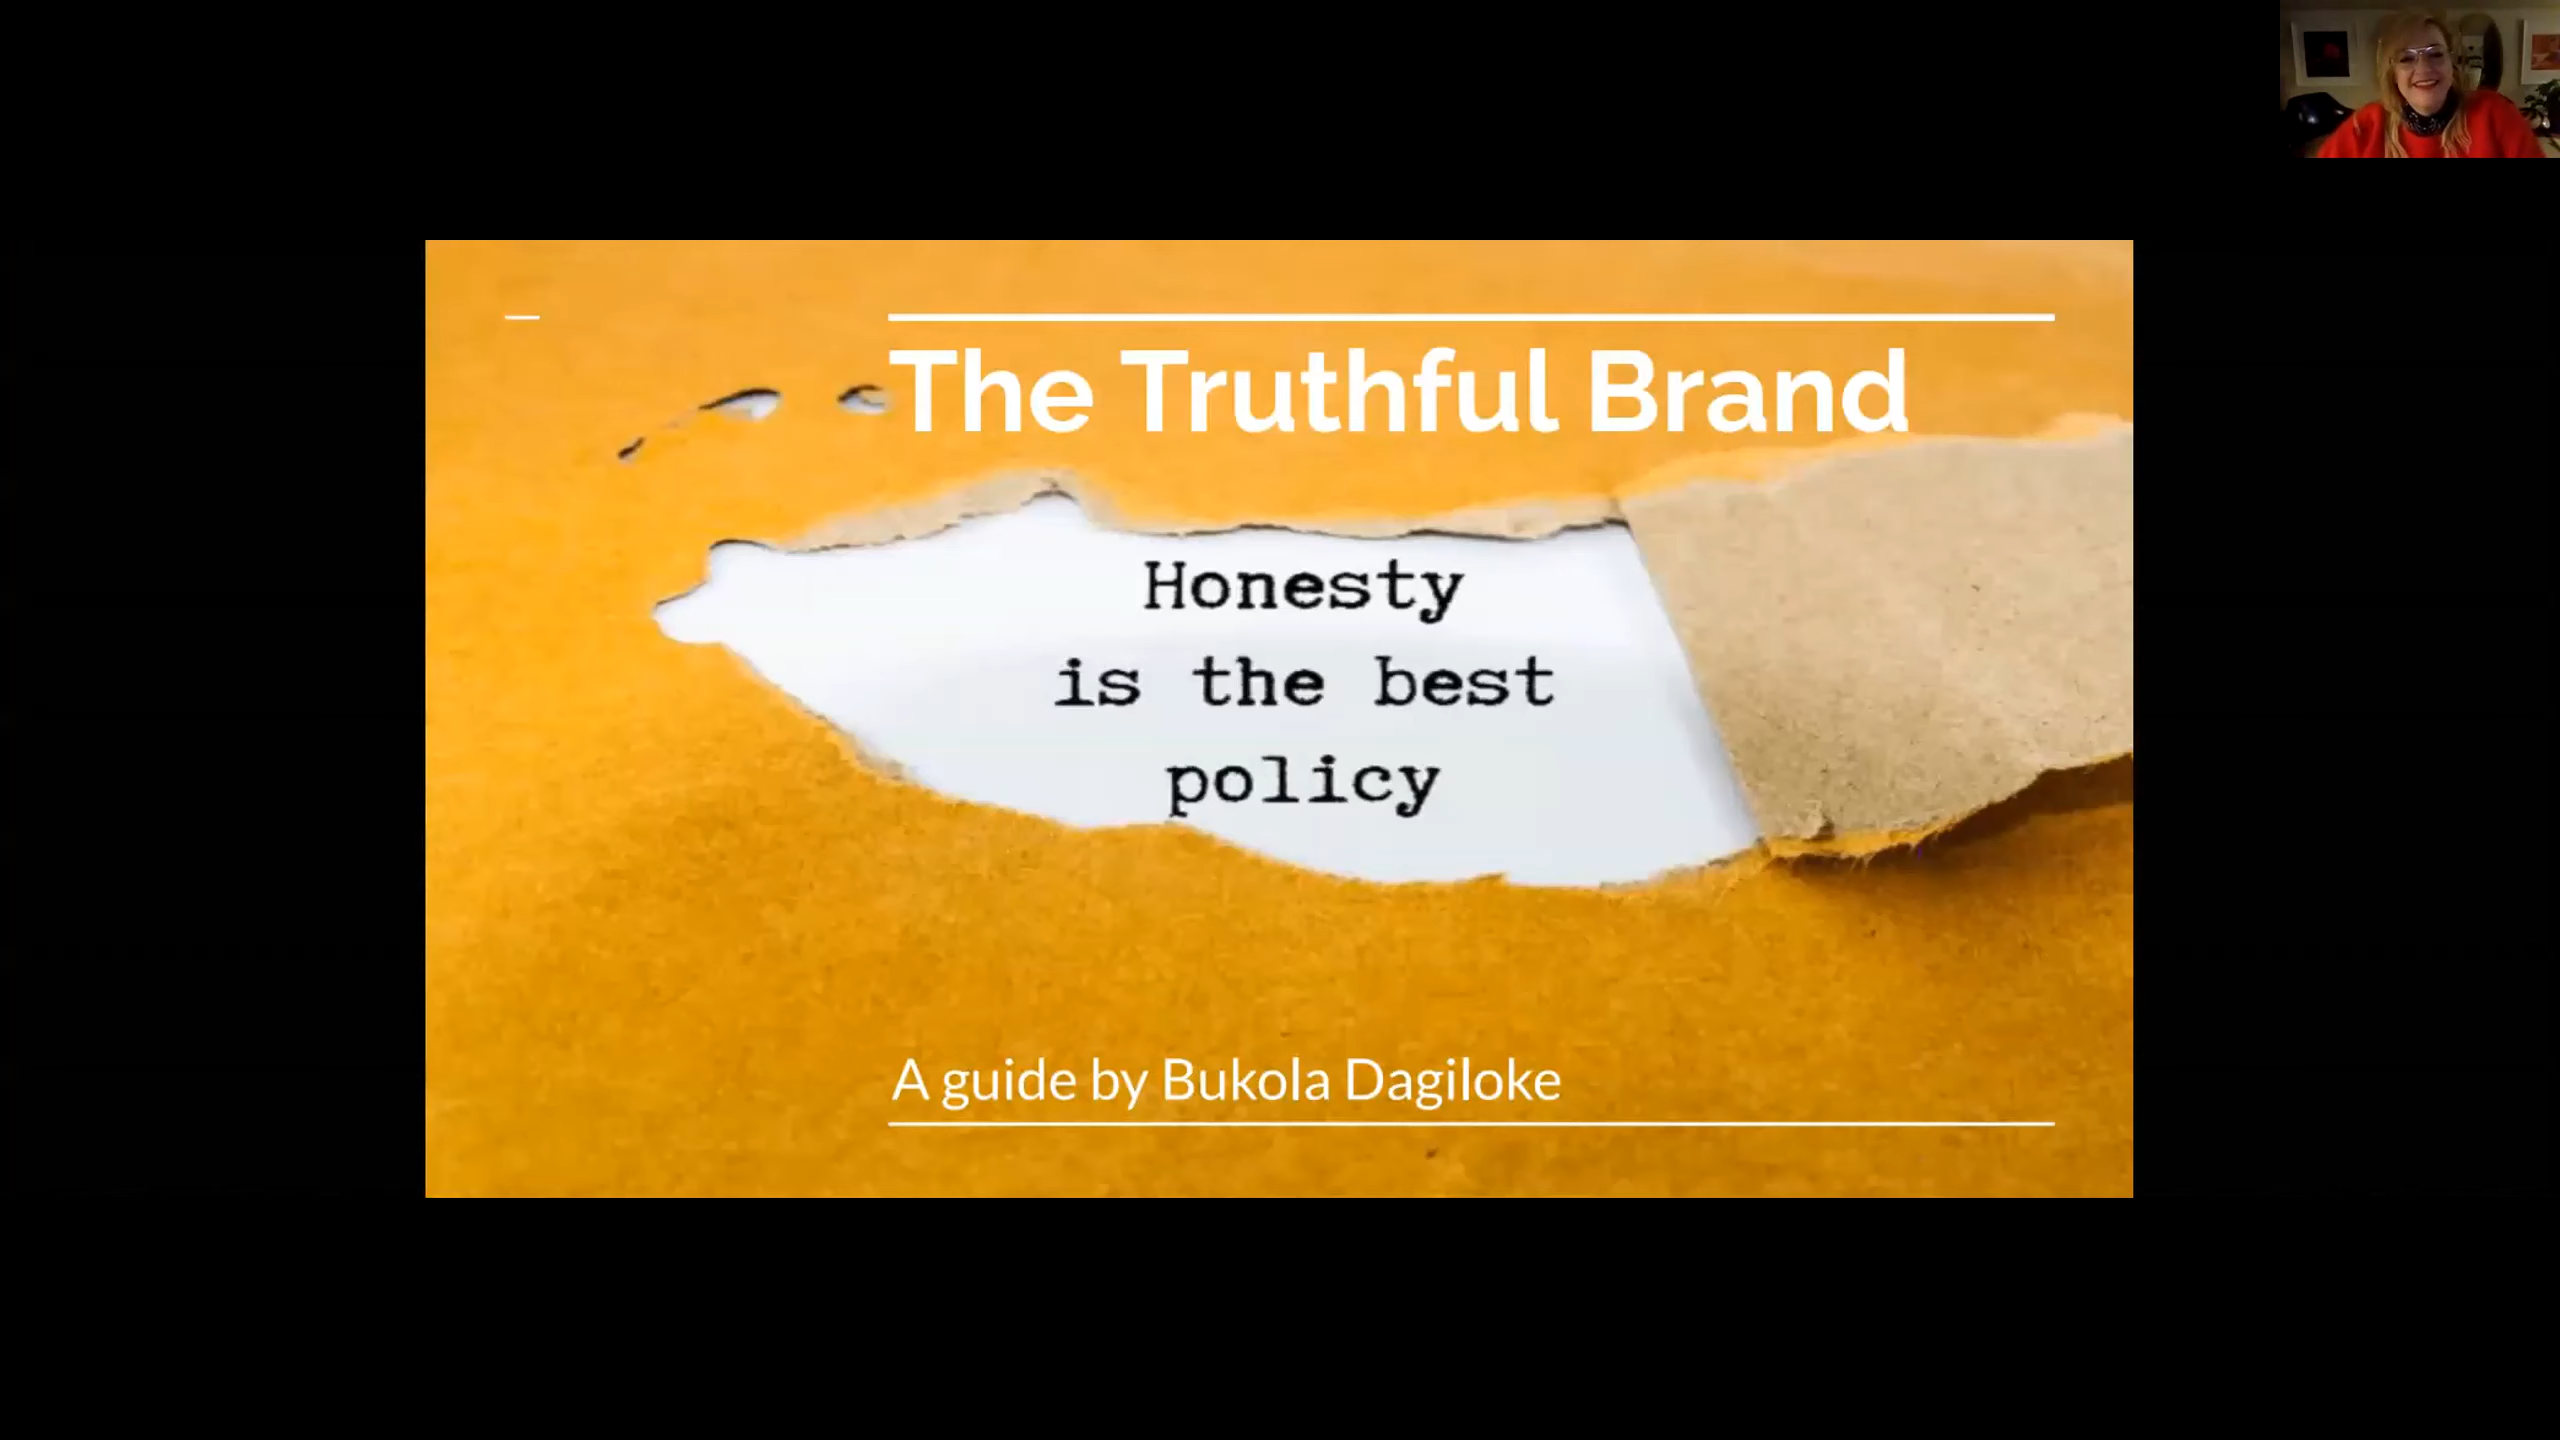 The Truthful Brand
Honesty
is the best
policy
A guide by Bukola Dagiloke